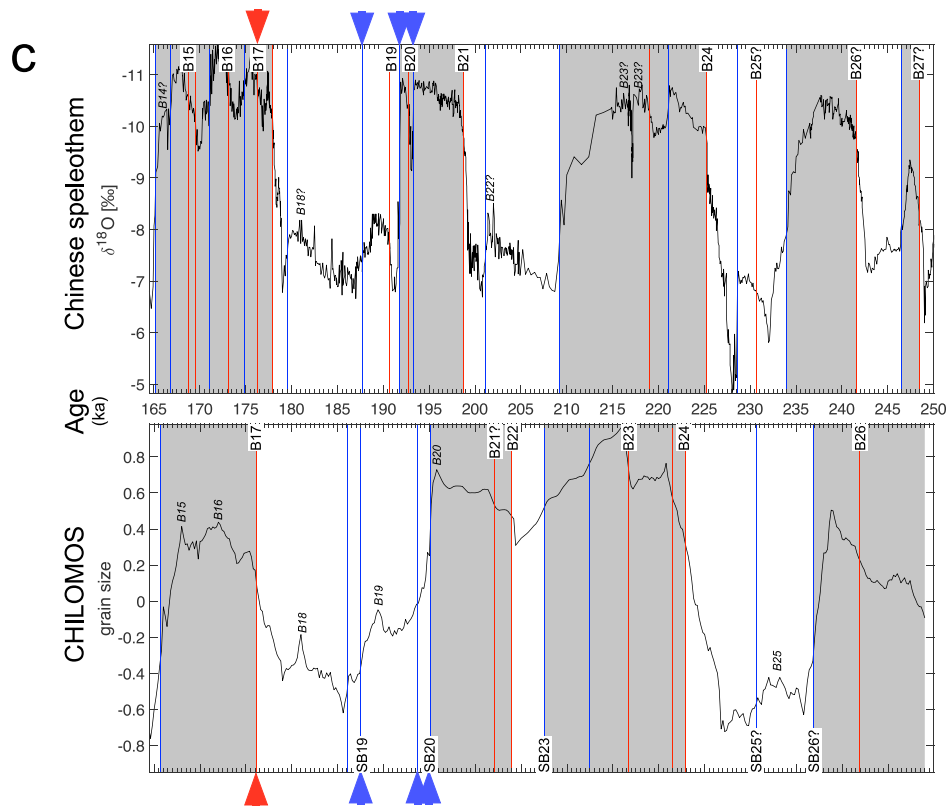 C
B15
B16
B17
B19
B20
B21
B24
B25?
B26?
B27?
B14?
B23?
B23?
B18?
B22?
Chinese speleothem
δ18O [‰]
-11
-10
-9
-8
-7
-6
-5
Age
(ka)
165 170 175 180 185 190 195 200 205 210 215 220 225 230 235 240 245 250
B17
B21?
B22
B23
B24
B26
B20
B15
B16
B18
B19
B25
CHILOMOS
grain size
0.8
0.6
0.4
0.2
0
-0.2
-0.4
-0.6
-0.8
SB19
SB20
SB23
SB25?
SB26?